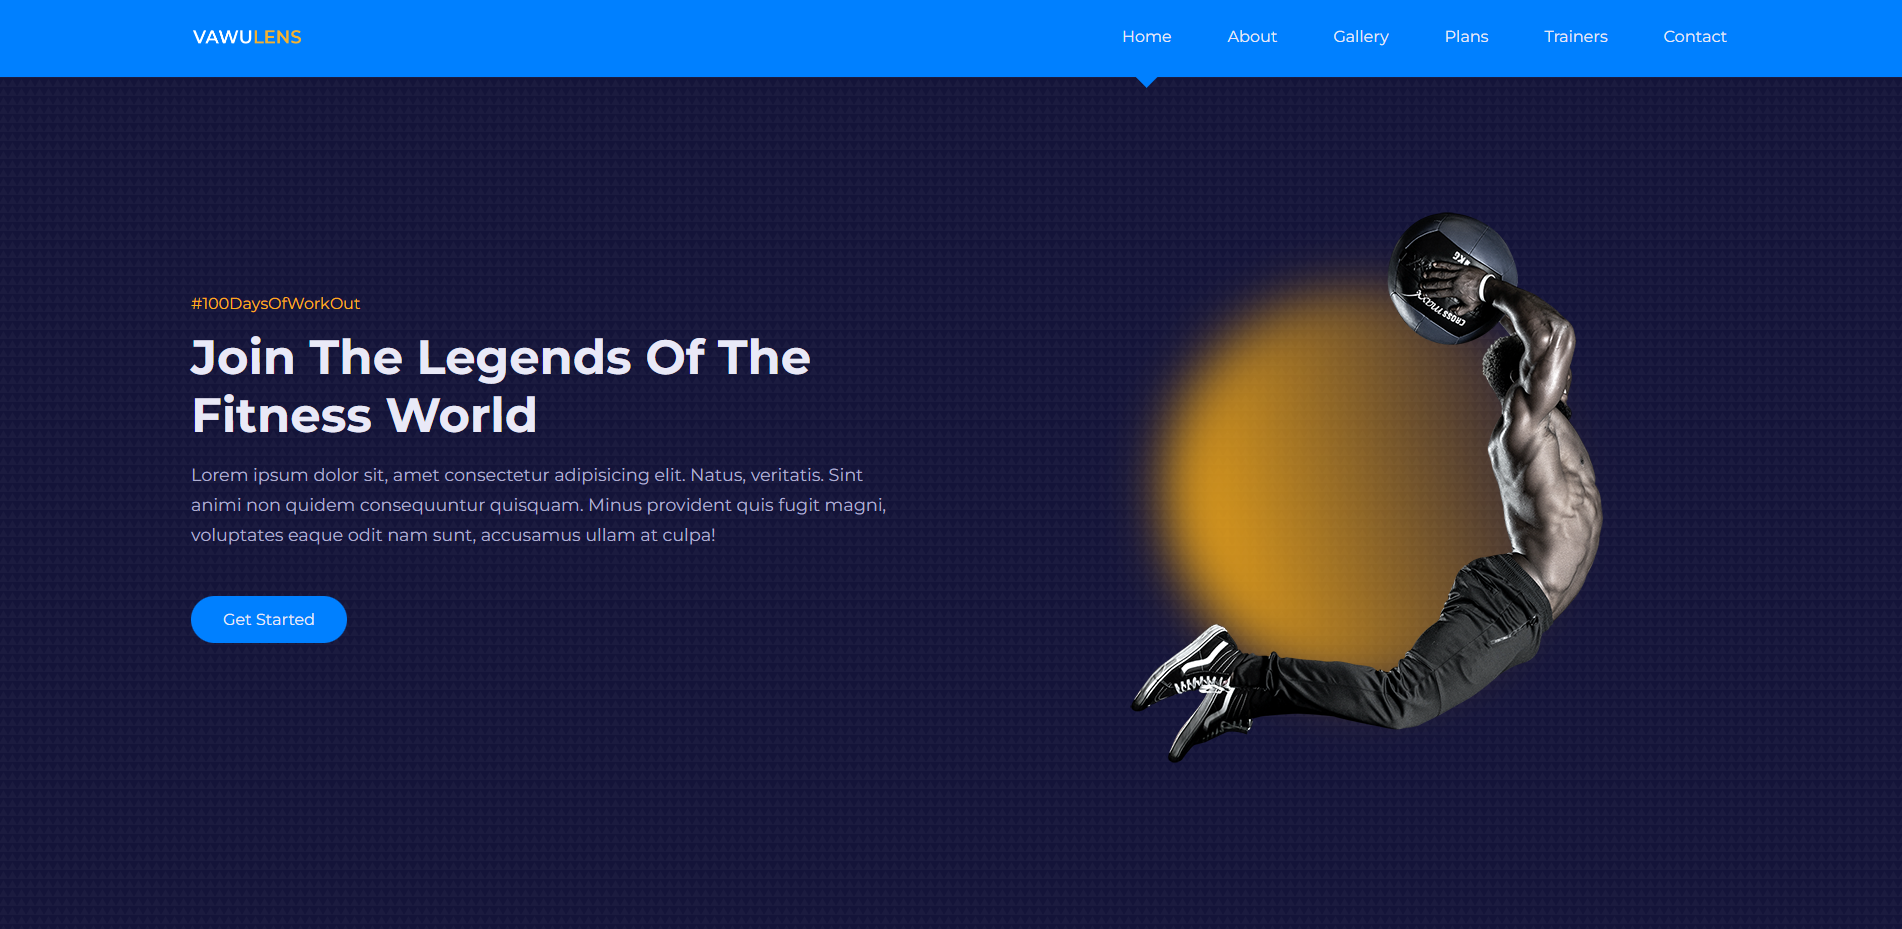 VAWULENS
Home About Gallery Plans Trainers Contact
#100DaysOfWorkOut
Join The Legends Of The
Fitness World
Lorem ipsum dolor sit, amet consectetur adipisicing elit. Natus, veritatis. Sint
animi non quidem consequuntur quisquam. Minus provident quis fugit magni,
voluptates eaque odit nam sunt, accusamus ullam at culpa!
Get Started
KG
CROSSMAXX